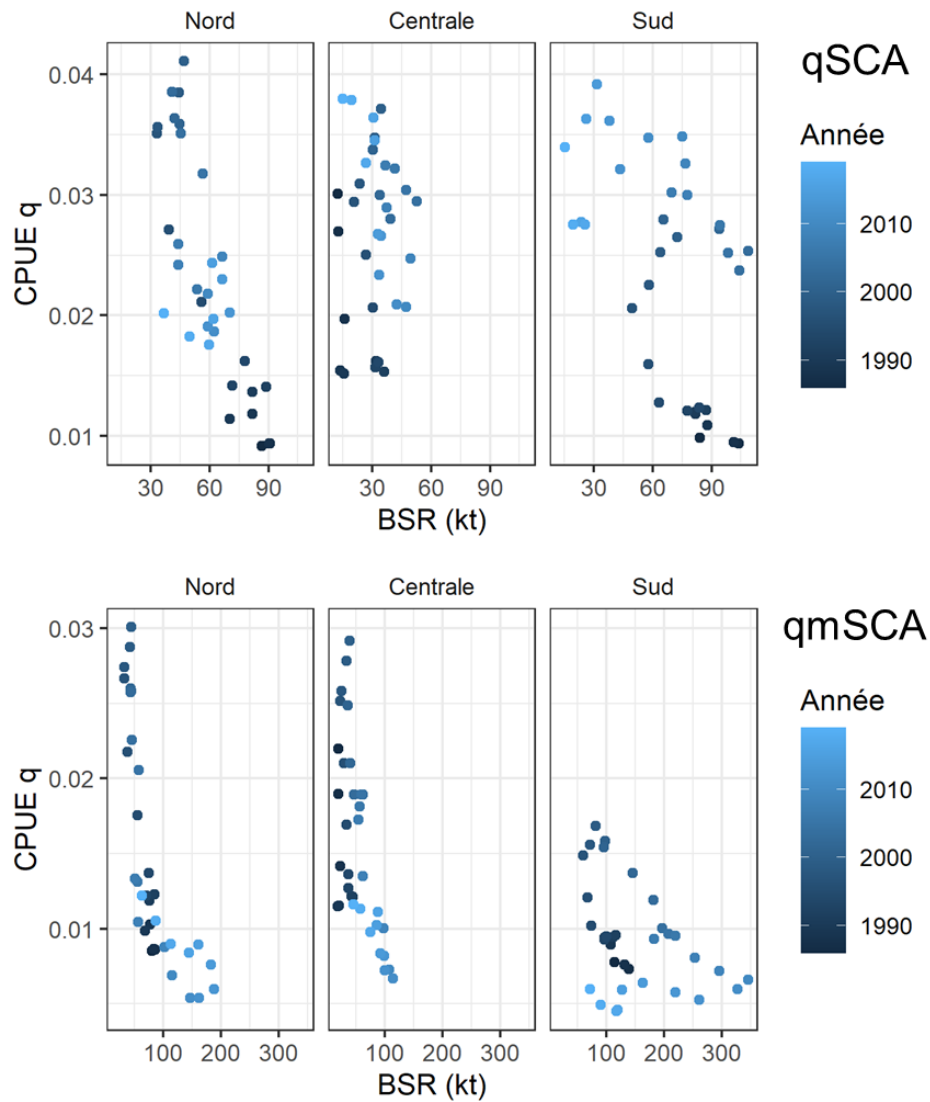 Nord Centrale Sud
qSCA
0.04
0.03
0.02
0.01
CPUE q
Année
2010
2000
1990
30 60 90 30 60 90 30 60 90
BSR (kt)
Nord Centrale Sud
qmSCA
0.03
0.02
0.01
CPUE q
Année
2010
2000
1990
100 200 300 100 200 300 100 200 300
BSR (kt)